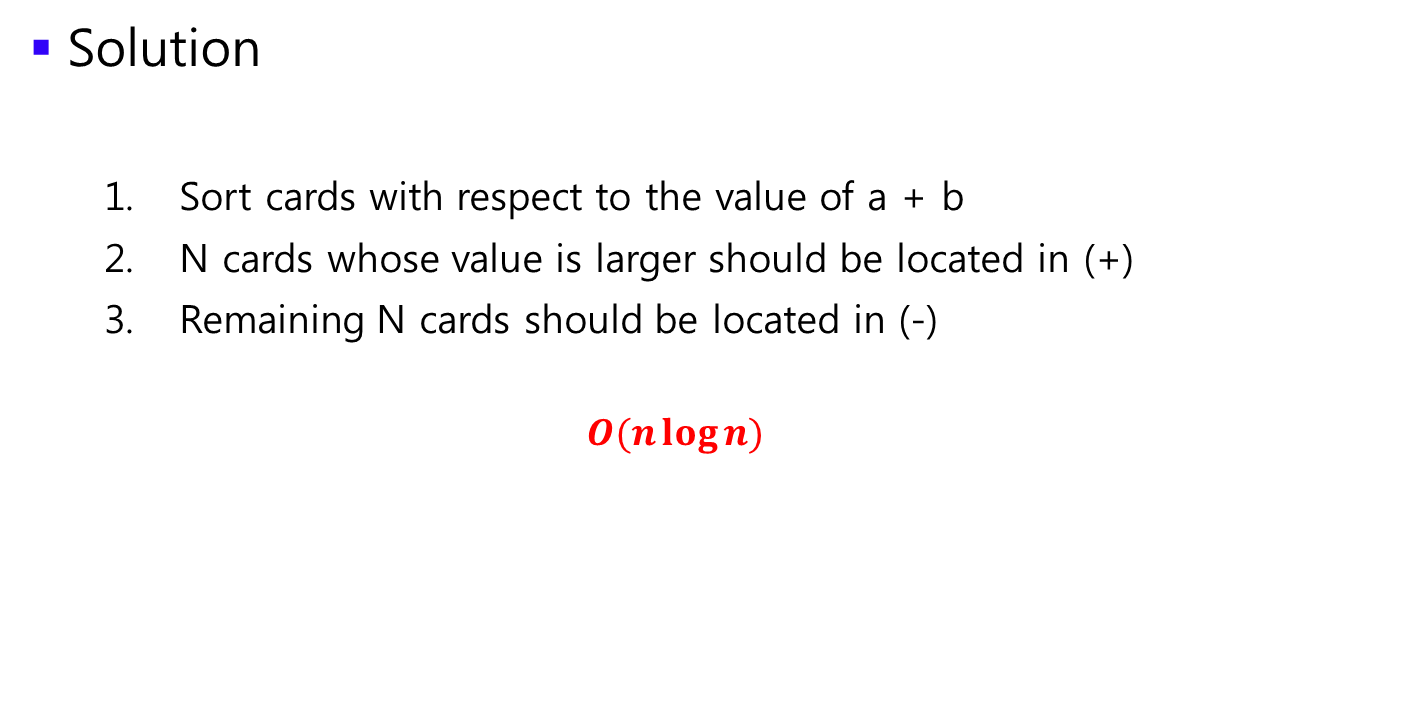 ▪ Solution
1. Sort cards with respect to the value of a + b
2. N cards whose value is larger should be located in (+)
3. Remaining N cards should be located in (-)
O(n log n)